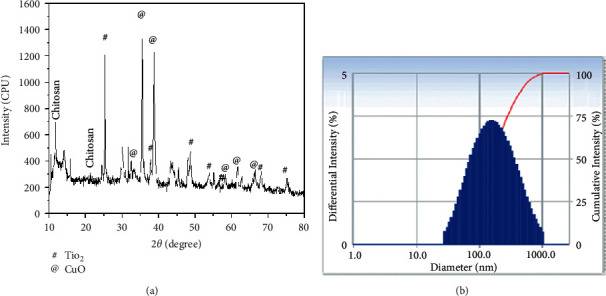 (a)
1600
1400
1200
1000
800
600
400
200
0
Intensity (CPU)
Chitosan
Chitosan
#
@
@
@
#
#
#
@
@
@
#
#
10 20 30 40 50 60 70 80
2θ (degree)
# Tio2
@ CuO
(a)
(b)
5
0
Differential Intensity (%)
100
75
50
25
0
Cumulative Intensity (%)
1.0 10.0 100.0 1000.0
Diameter (nm)
(b)